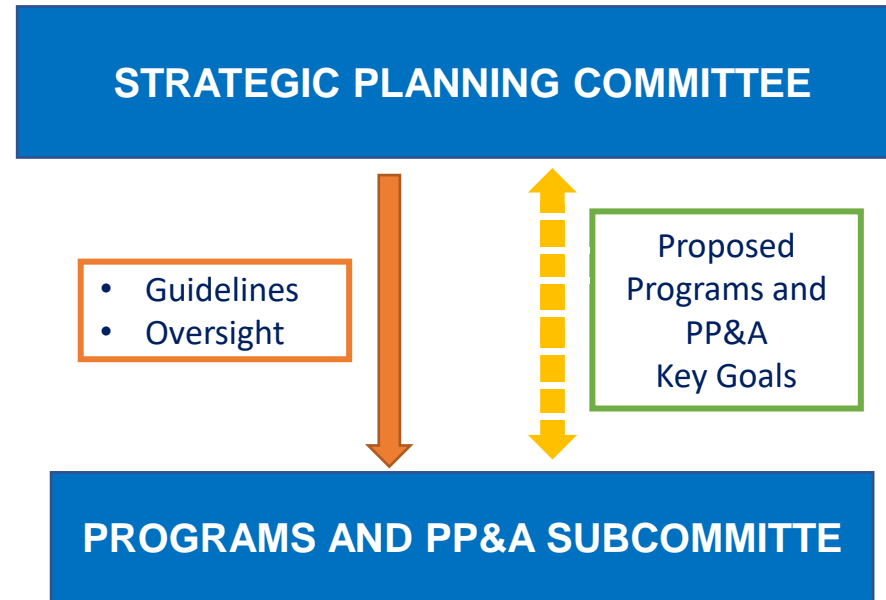 STRATEGIC PLANNING COMMITTEE
• Guidelines
• Oversight
Proposed
Programs and
PP&A
Key Goals
PROGRAMS AND PP&A SUBCOMMITTE